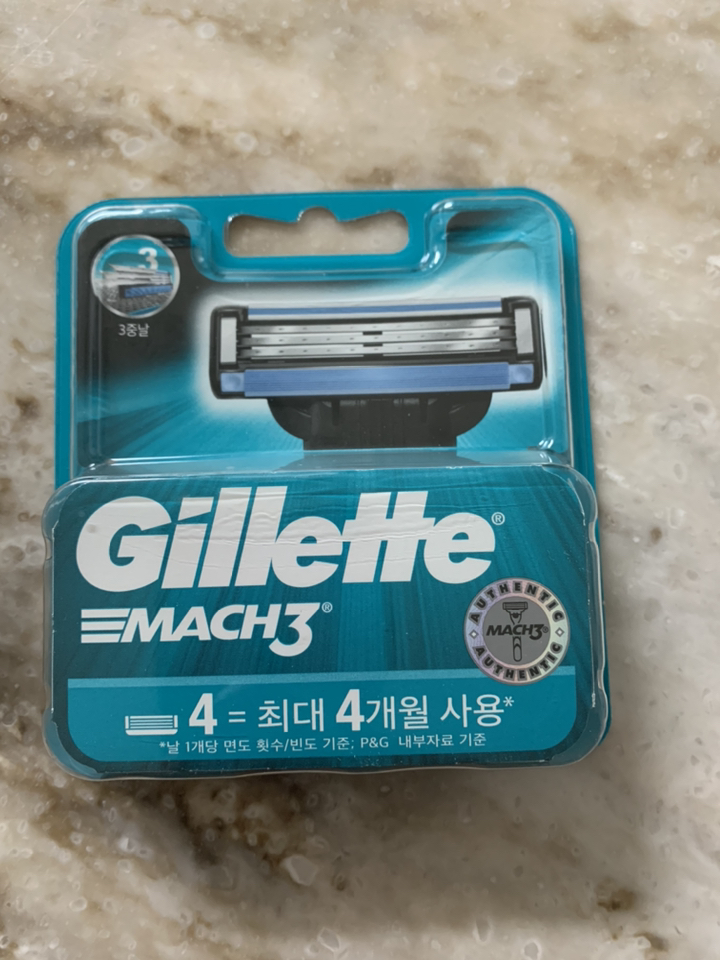 3
3중날
Gillette®
MACH3®
AUTHENTIC
MACH3®
AUTHENTIC
4 = 최대 4개월 사용*
*날 1개당 면도 횟수/빈도 기준; P&G 내부자료 기준